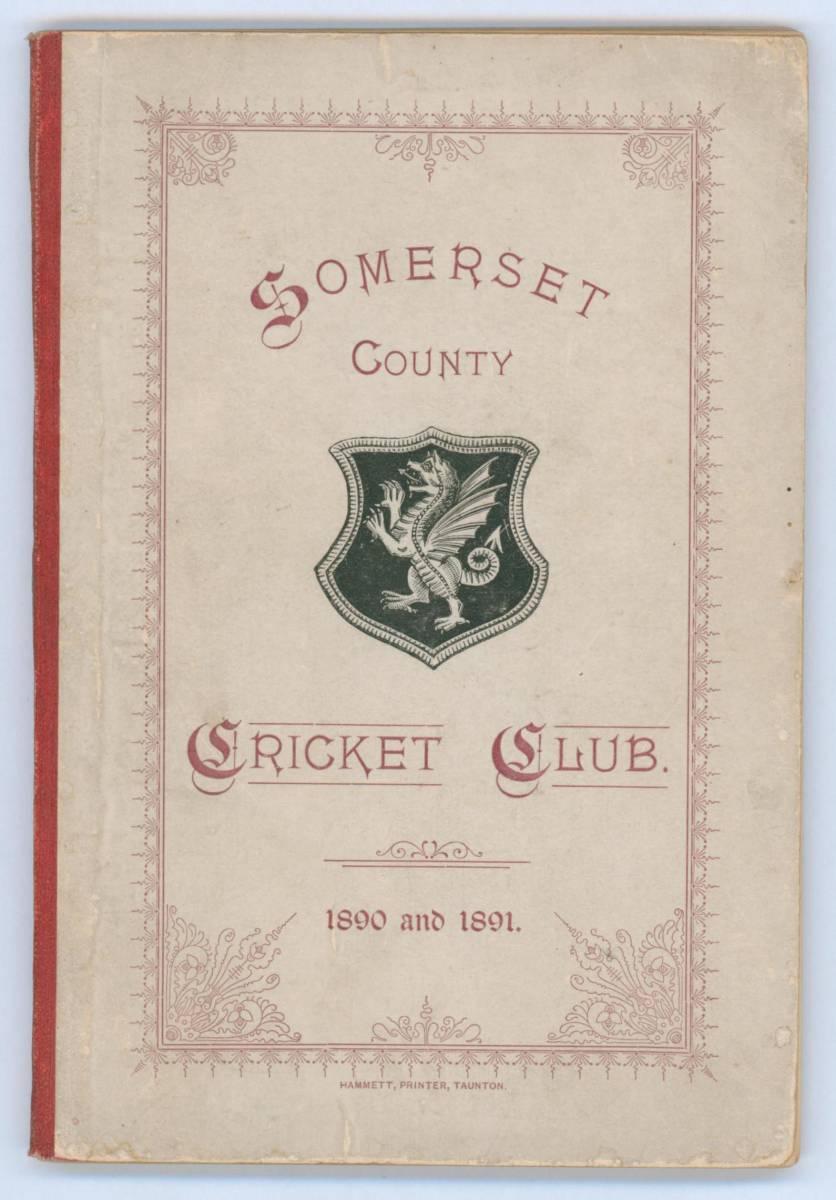 SOMERSET
COUNTY
CRICKET CLUB.
1890 and 1891.
HAMMETT, PRINTER, TAUNTON.